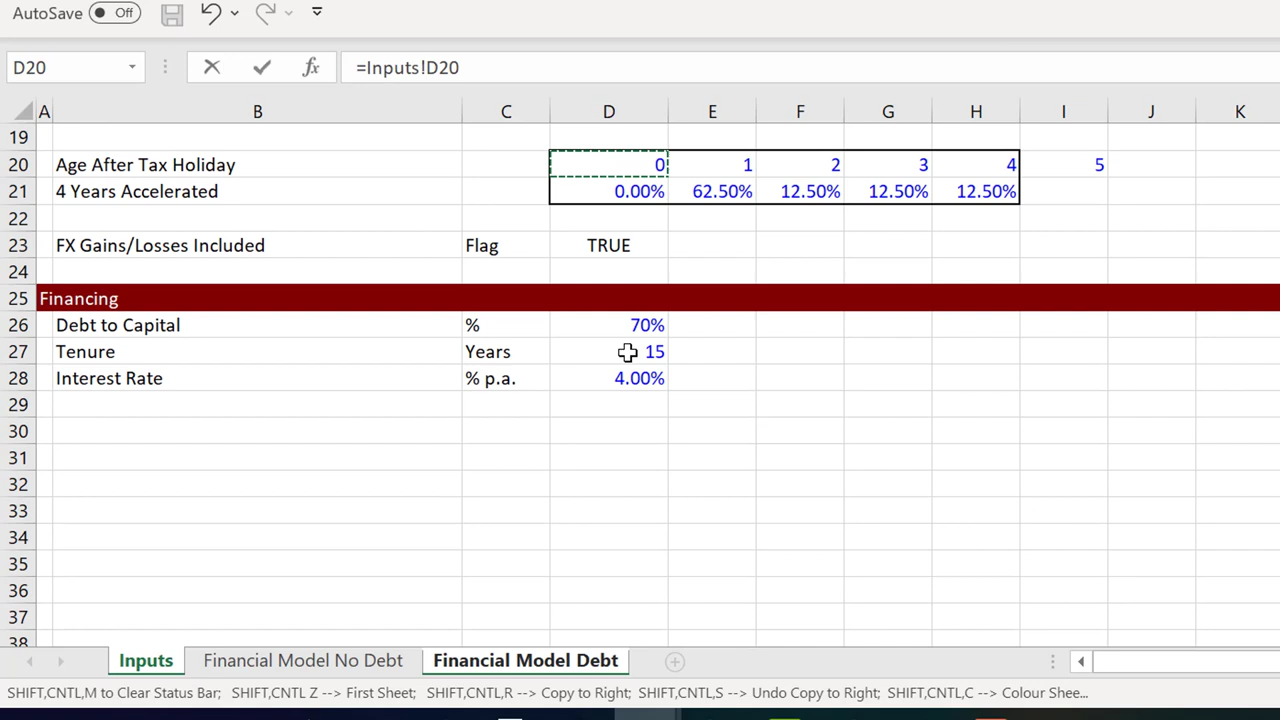 AutoSave Off
D20 =Inputs!D20
A B C D E F G H I J K
19
20 Age After Tax Holiday 0 1 2 3 4 5
21 4 Years Accelerated 0.00% 62.50% 12.50% 12.50% 12.50%
22
23 FX Gains/Losses Included Flag TRUE
24
25 Financing
26 Debt to Capital % 70%
27 Tenure Years 15
28 Interest Rate % p.a. 4.00%
29
30
31
32
33
34
35
36
37
38
Inputs Financial Model No Debt Financial Model Debt
SHIFT,CNTL,M to Clear Status Bar; SHIFT,CNTL Z --> First Sheet; SHIFT,CNTL,R --> Copy to Right; SHIFT,CNTL,S --> Undo Copy to Right; SHIFT,CNTL,C --> Colour Shee...